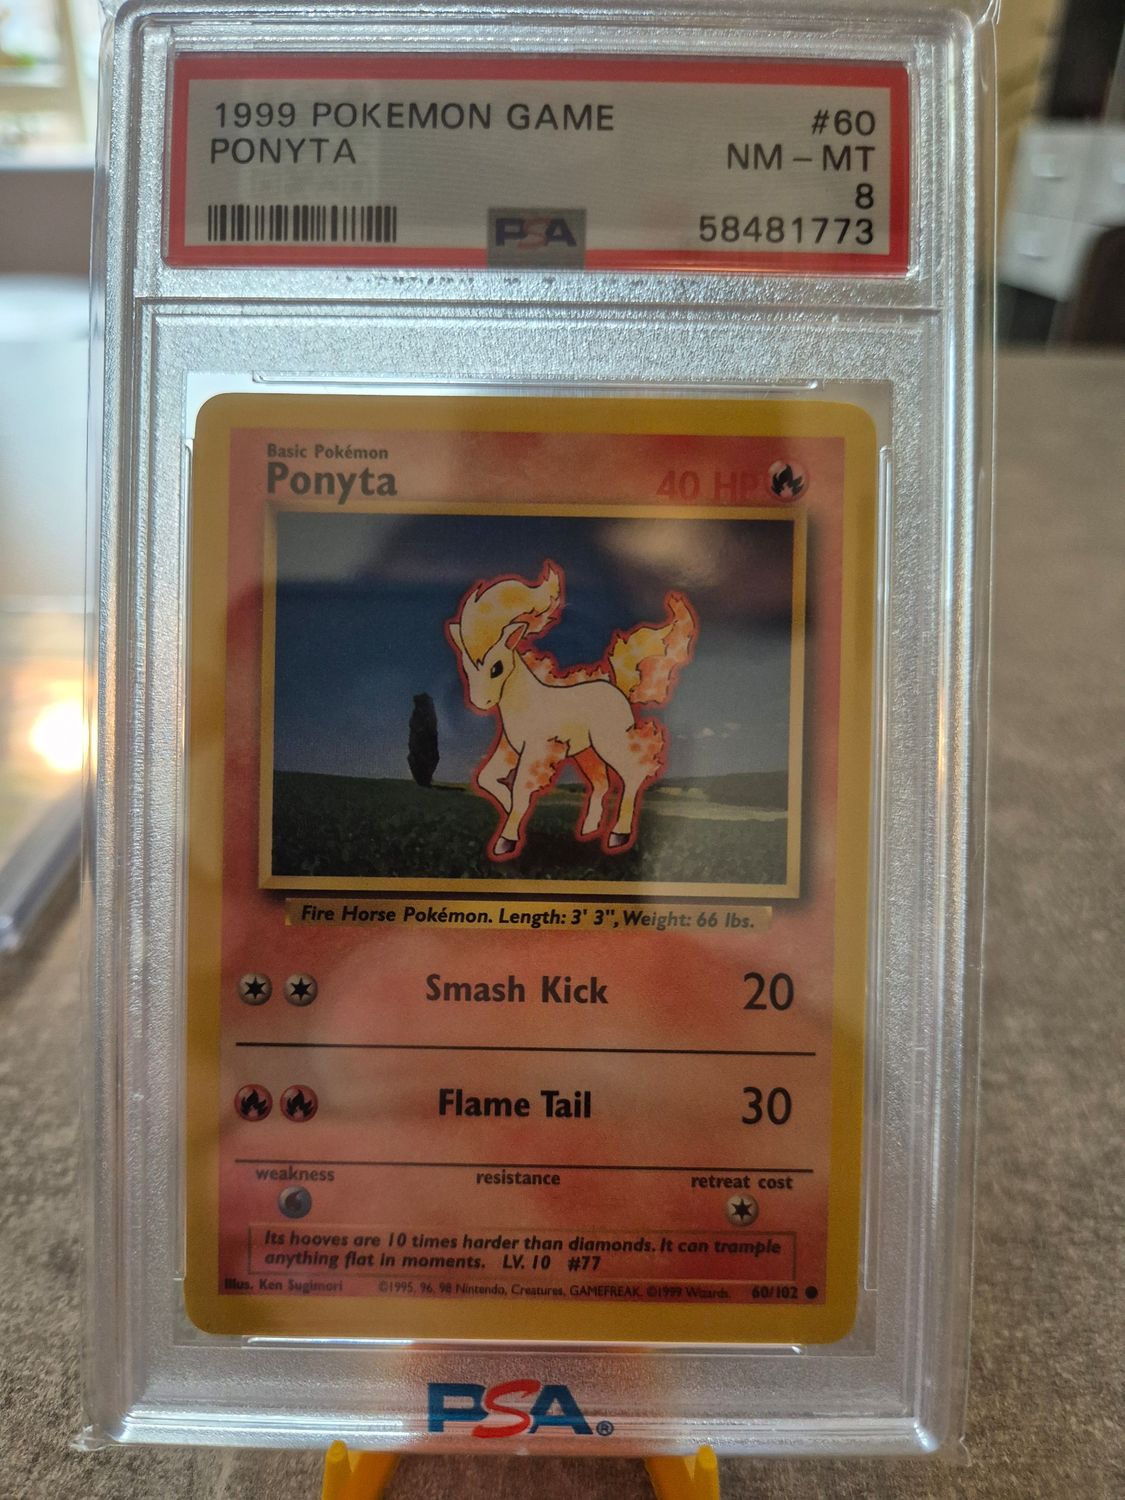 1999 POKEMON GAME #60
PONYTA NM - MT
8
PSA 58481773
Basic Pokémon
Ponyta 40 HP
Fire Horse Pokémon. Length: 3' 3", Weight: 66 lbs.
Smash Kick 20
Flame Tail 30
weakness resistance retreat cost
Its hooves are 10 times harder than diamonds. It can trample
anything flat in moments. LV. 10 #77
Illus. Ken Sugimori ©1995, 96, 98 Nintendo, Creatures, GAMEFREAK. ©1999 Wizards. 60/102
PSA®